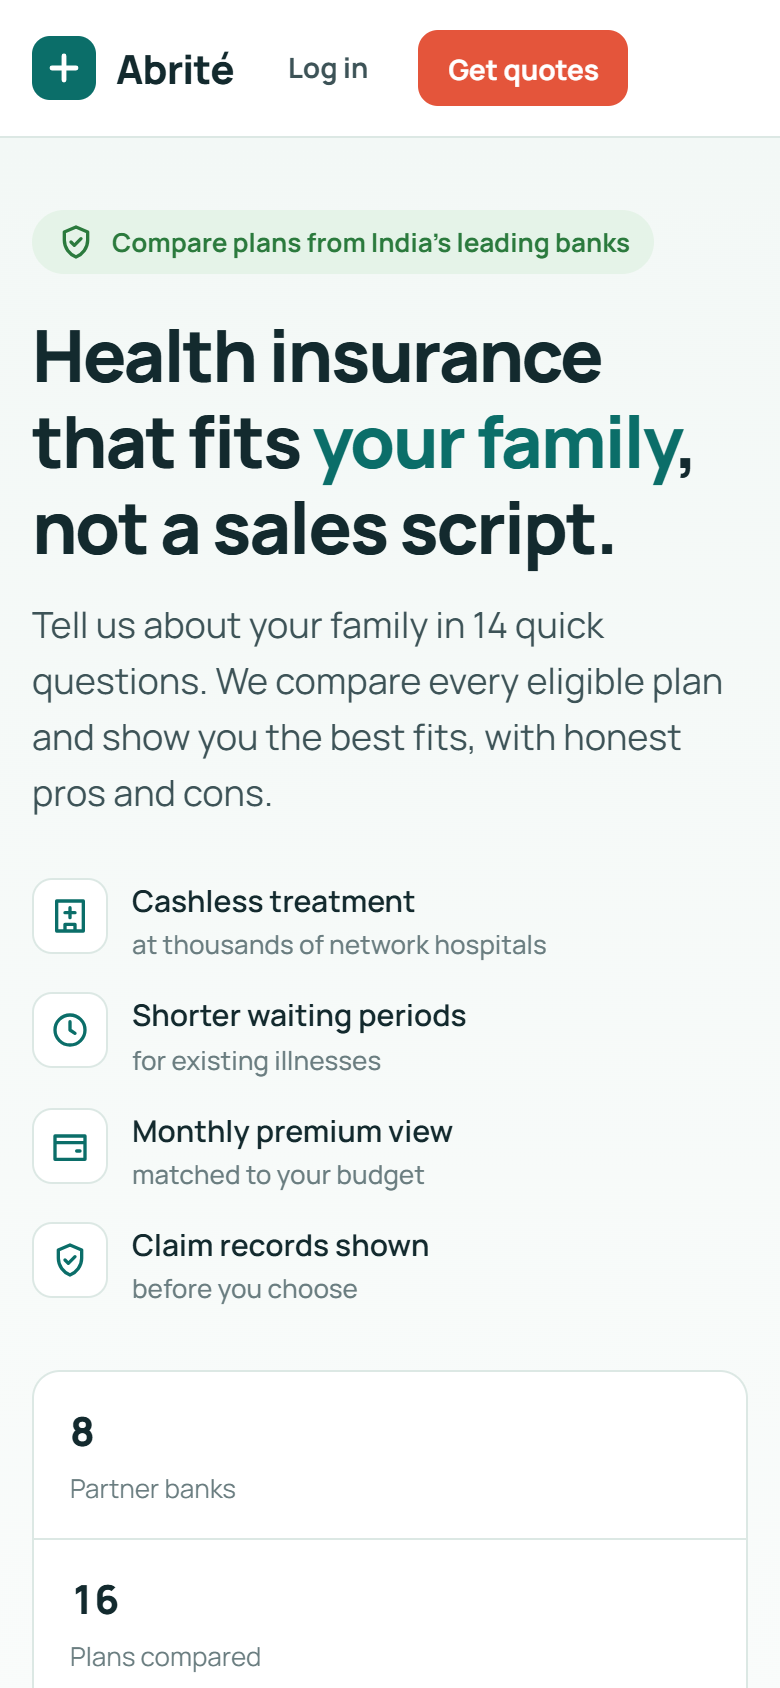 Abrité
Log in
Get quotes
Compare plans from India’s leading banks
Health insurance
that fits your family,
not a sales script.
Tell us about your family in 14 quick
questions. We compare every eligible plan
and show you the best fits, with honest
pros and cons.
Cashless treatment
at thousands of network hospitals
Shorter waiting periods
for existing illnesses
Monthly premium view
matched to your budget
Claim records shown
before you choose
8
Partner banks
16
Plans compared